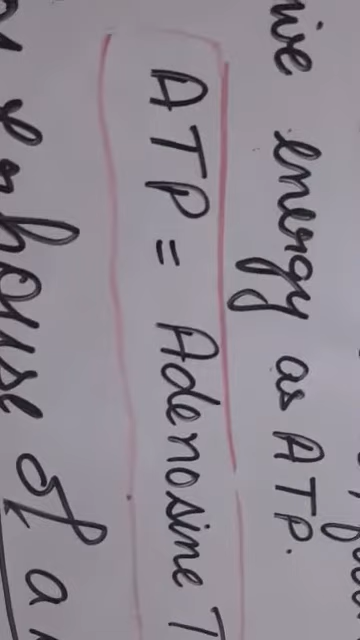 energy as ATP.
ATP = Adenosine T
house of a